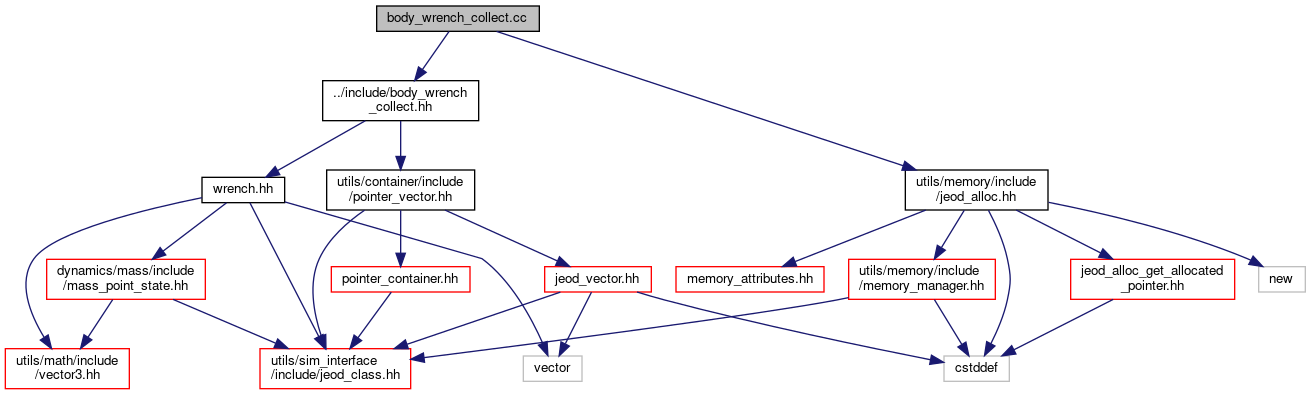 body_wrench_collect.cc
../include/body_wrench
_collect.hh
wrench.hh
utils/container/include
/pointer_vector.hh
utils/memory/include
/jeod_alloc.hh
dynamics/mass/include
/mass_point_state.hh
pointer_container.hh
jeod_vector.hh
memory_attributes.hh
utils/memory/include
/memory_manager.hh
jeod_alloc_get_allocated
_pointer.hh
new
utils/math/include
/vector3.hh
utils/sim_interface
/include/jeod_class.hh
vector
cstddef